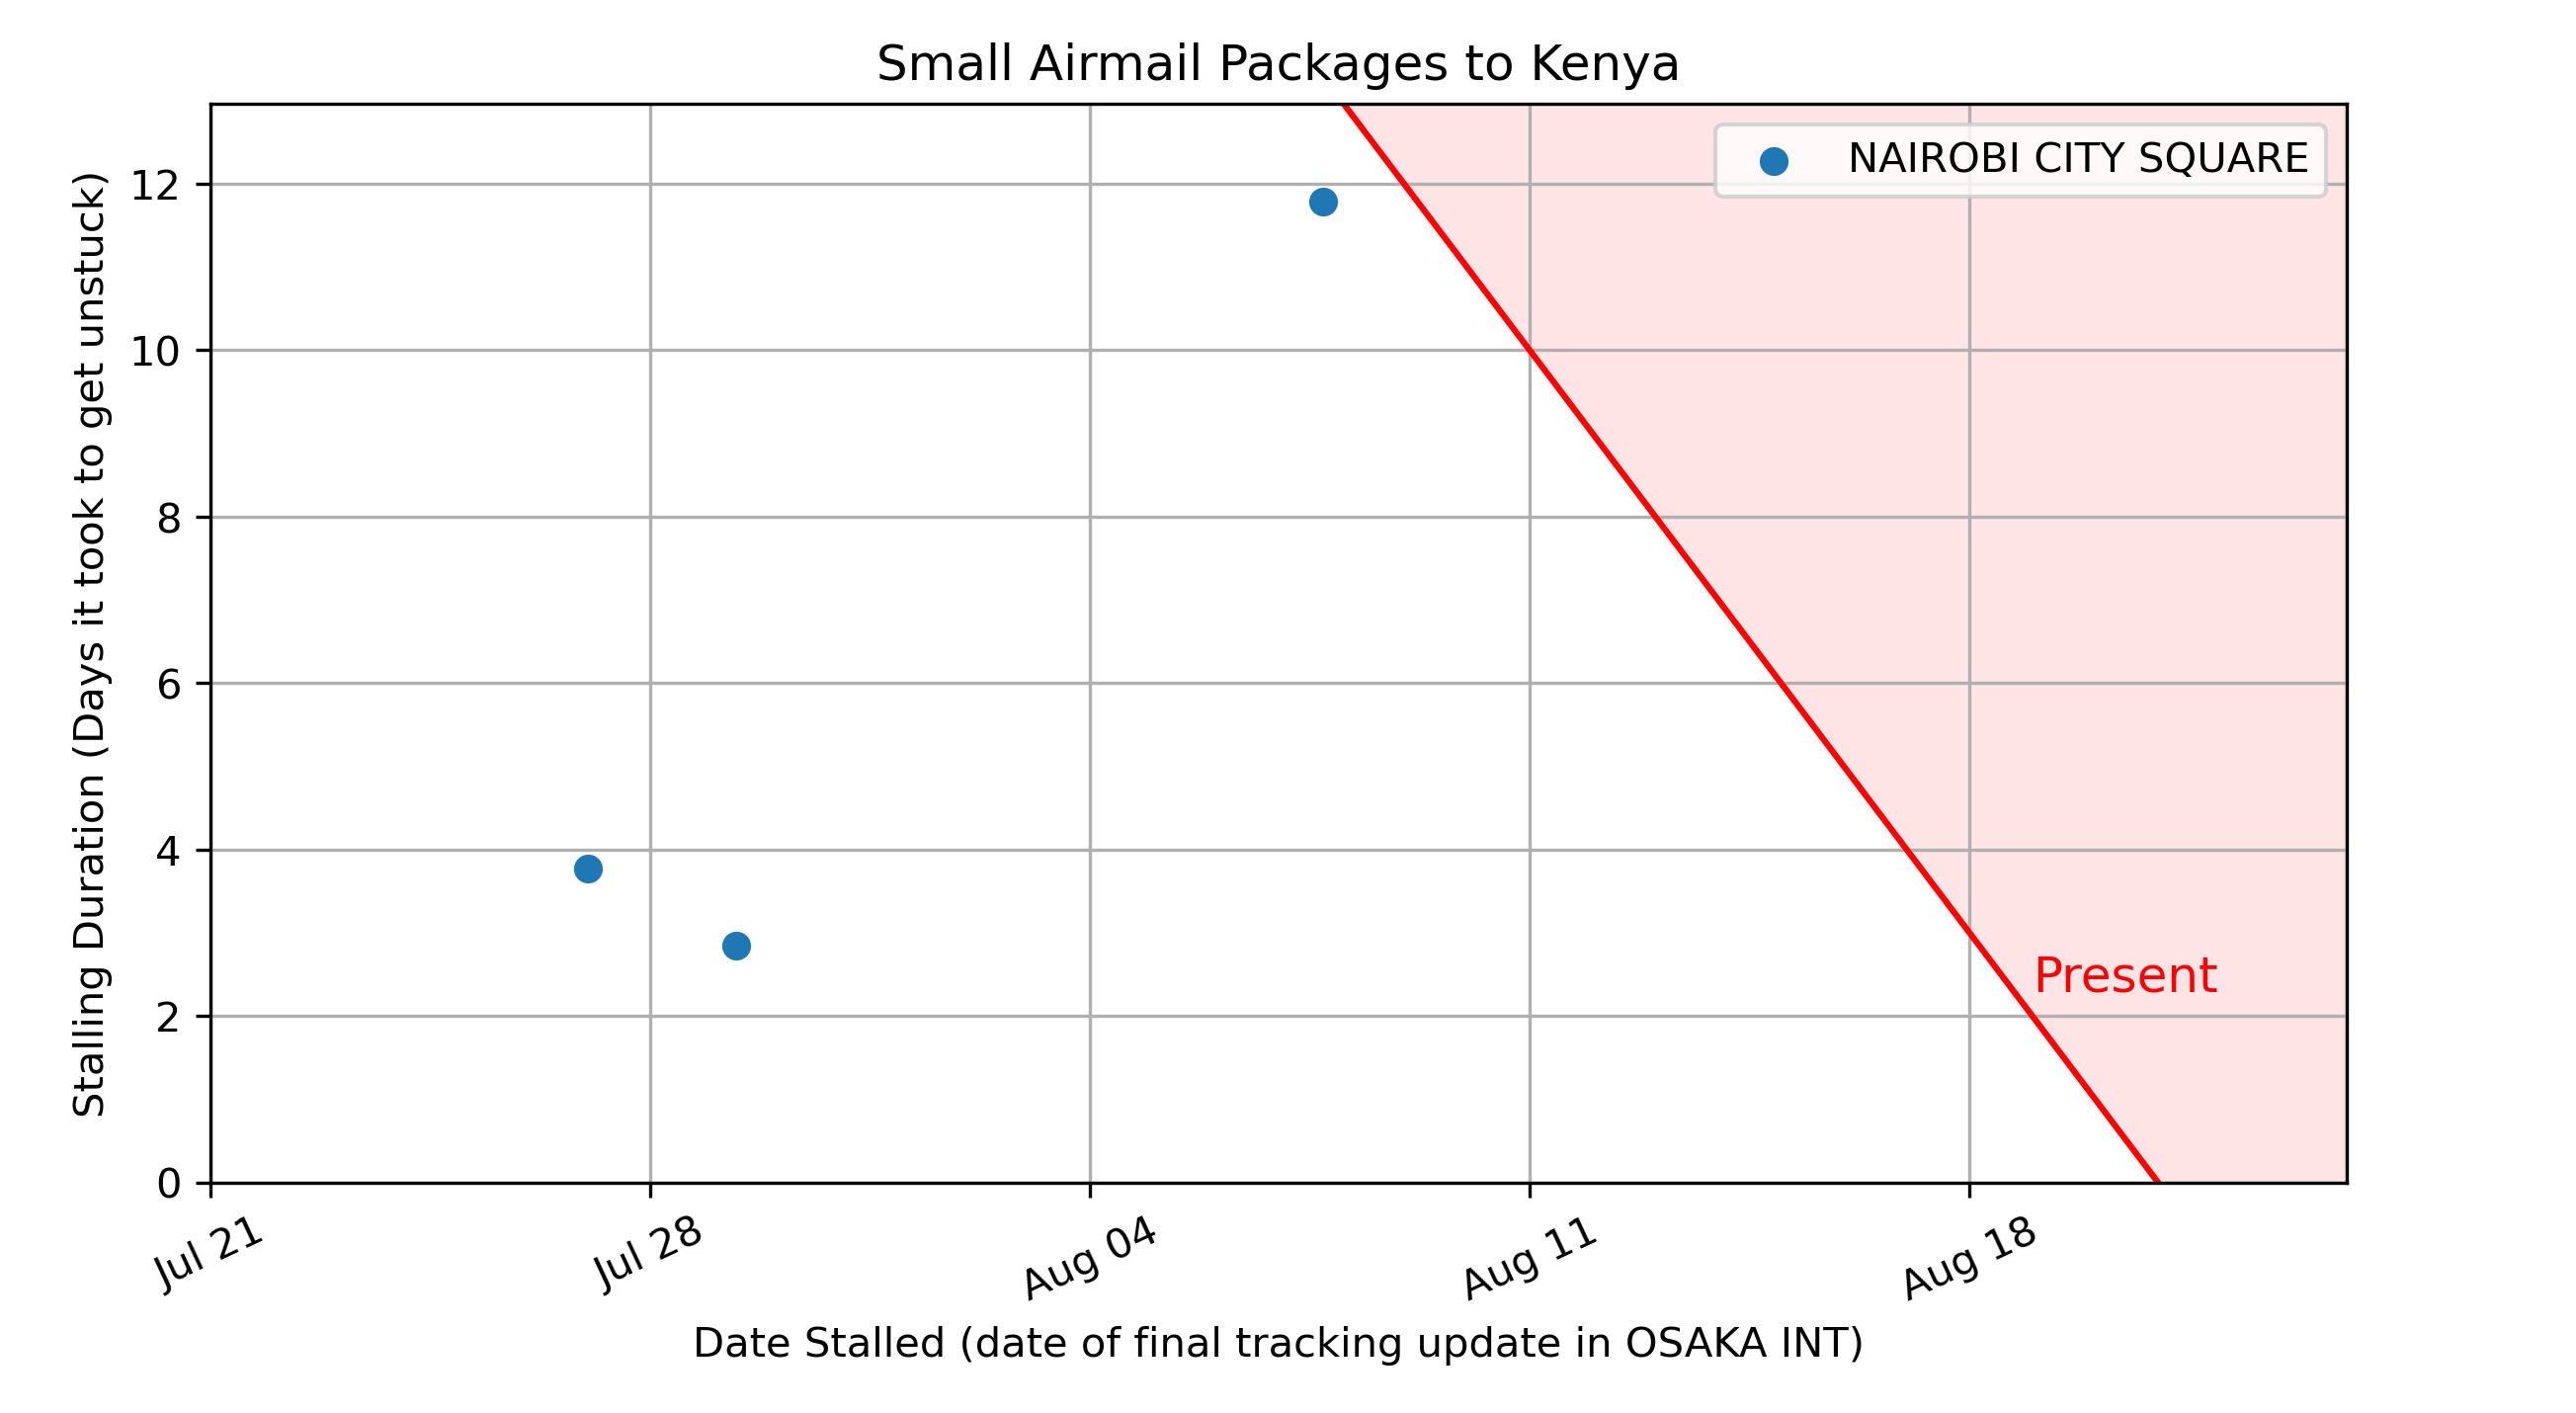 Small Airmail Packages to Kenya
NAIROBI CITY SQUARE
Stalling Duration (Days it took to get unstuck)
12
10
8
6
4
2
0
Present
Jul 21
Jul 28
Aug 04
Aug 11
Aug 18
Date Stalled (date of final tracking update in OSAKA INT)